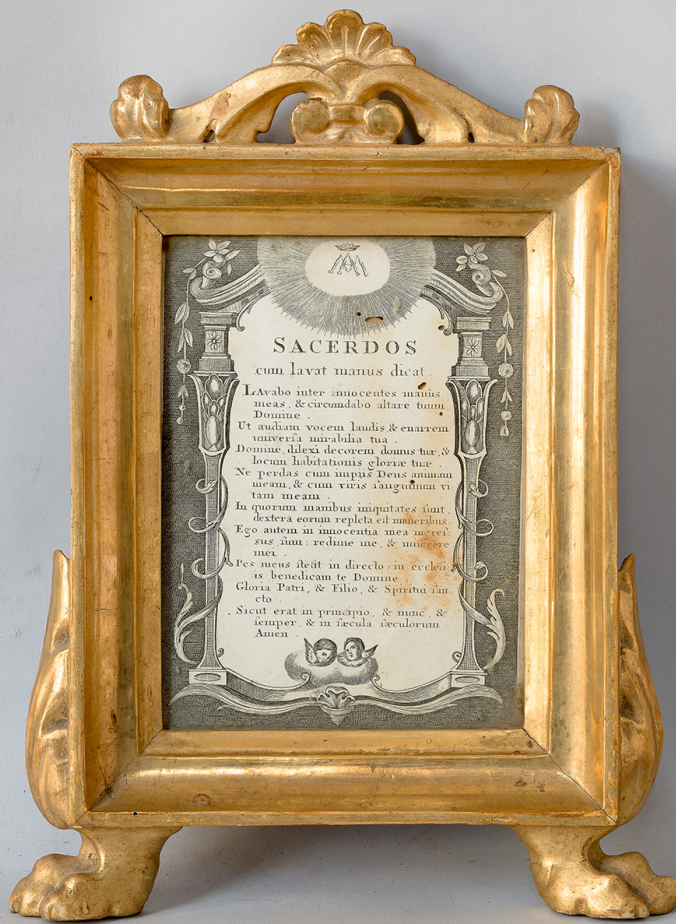 SACERDOS
cum lavat manus dicat.
LAvabo inter innocentes manus
meas, & circumdabo altare tuum
Domine.
Ut audiam vocem laudis, & enarrem
universa mirabilia tua.
Domine, dilexi decorem domus tuæ, &
locum habitationis gloriæ tuæ.
Ne perdas cum impiis Deus animam
meam, & cum viris sanguinum vi
tam meam.
In quorum manibus iniquitates sunt,
dextera eorum repleta est muneribus.
Ego autem in innocentia mea ingres
sus sum: redime me, & miserere
mei.
Pes meus stetit in directo: in ecclesi
is benedicam te Domine
Gloria Patri, & Filio, & Spiritui san
cto.
Sicut erat in principio, & nunc, &
semper, & in sæcula sæculorum.
Amen.